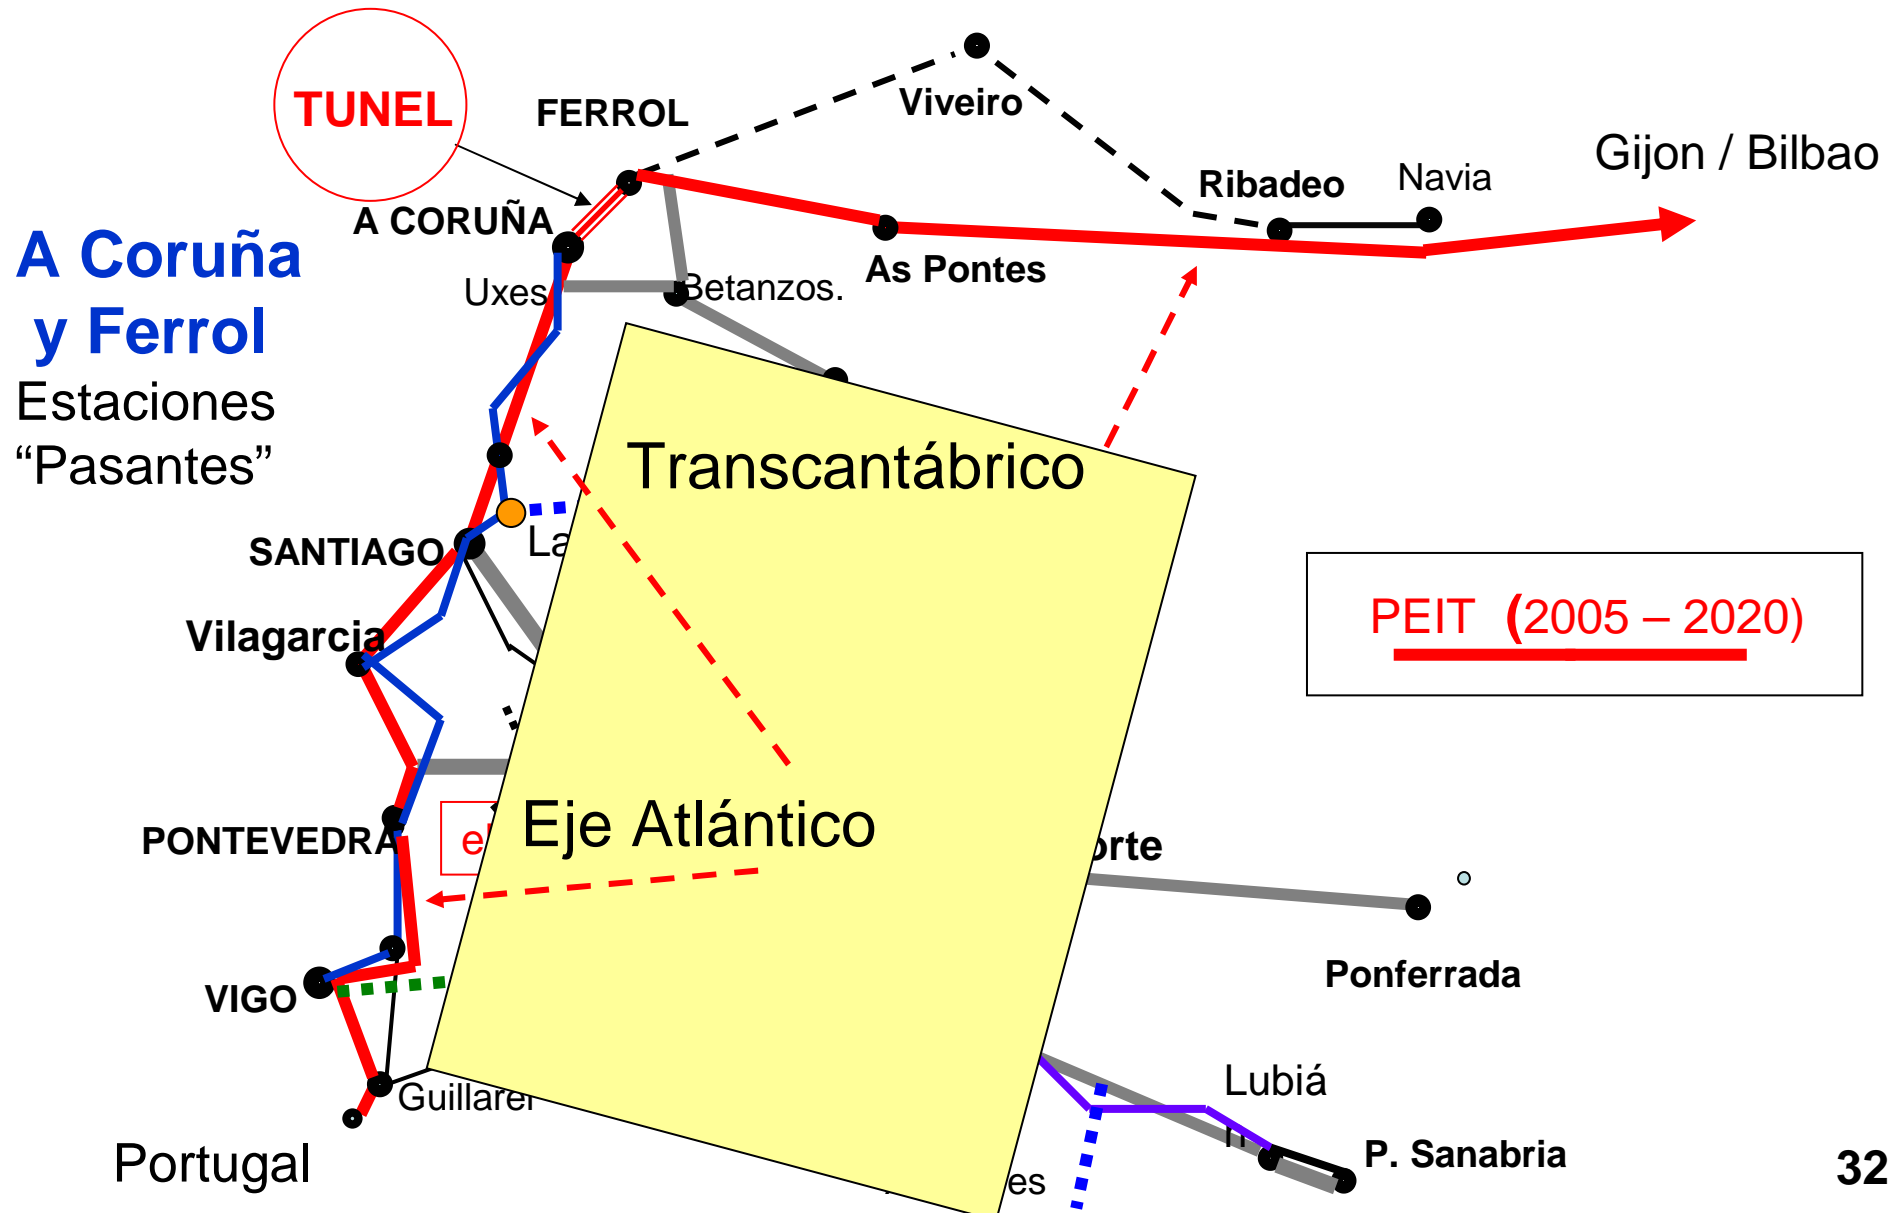 TUNEL
FERROL
Viveiro
Gijon / Bilbao
Ribadeo
Navia
A CORUÑA
A Coruña
y Ferrol
Estaciones
“Pasantes”
Uxes
Betanzos.
As Pontes
Transcantábrico
SANTIAGO
PEIT (2005 – 2020)
Vilagarcia
Eje Atlántico
PONTEVEDRA
Ponferrada
VIGO
Guillarei
Lubiá
n
Portugal
P. Sanabria
32